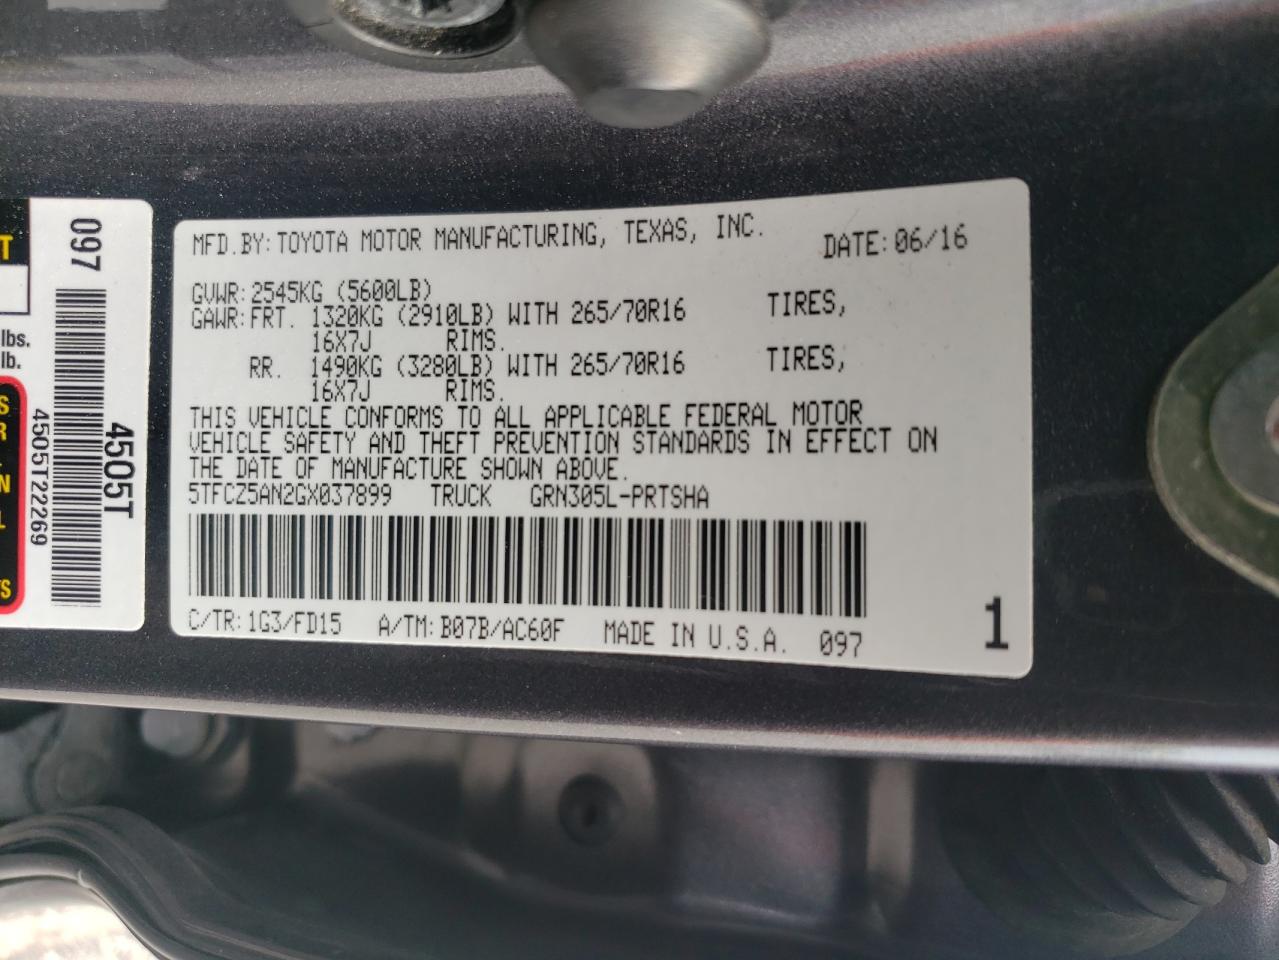 MFD.BY: TOYOTA MOTOR MANUFACTURING, TEXAS, INC. DATE: 06/16
GVWR: 2545KG (5600LB)
GAWR: FRT. 1320KG (2910LB) WITH 265/70R16 TIRES,
16X7J RIMS.
RR. 1490KG (3280LB) WITH 265/70R16 TIRES,
16X7J RIMS.
THIS VEHICLE CONFORMS TO ALL APPLICABLE FEDERAL MOTOR
VEHICLE SAFETY AND THEFT PREVENTION STANDARDS IN EFFECT ON
THE DATE OF MANUFACTURE SHOWN ABOVE.
5TFCZ5AN2GX037899 TRUCK GRN305L-PRTSHA
C/TR: 1G3/FD15 A/TM: B07B/AC60F MADE IN U.S.A. 097
1
097
4505T
4505T22269
lbs.
lb.